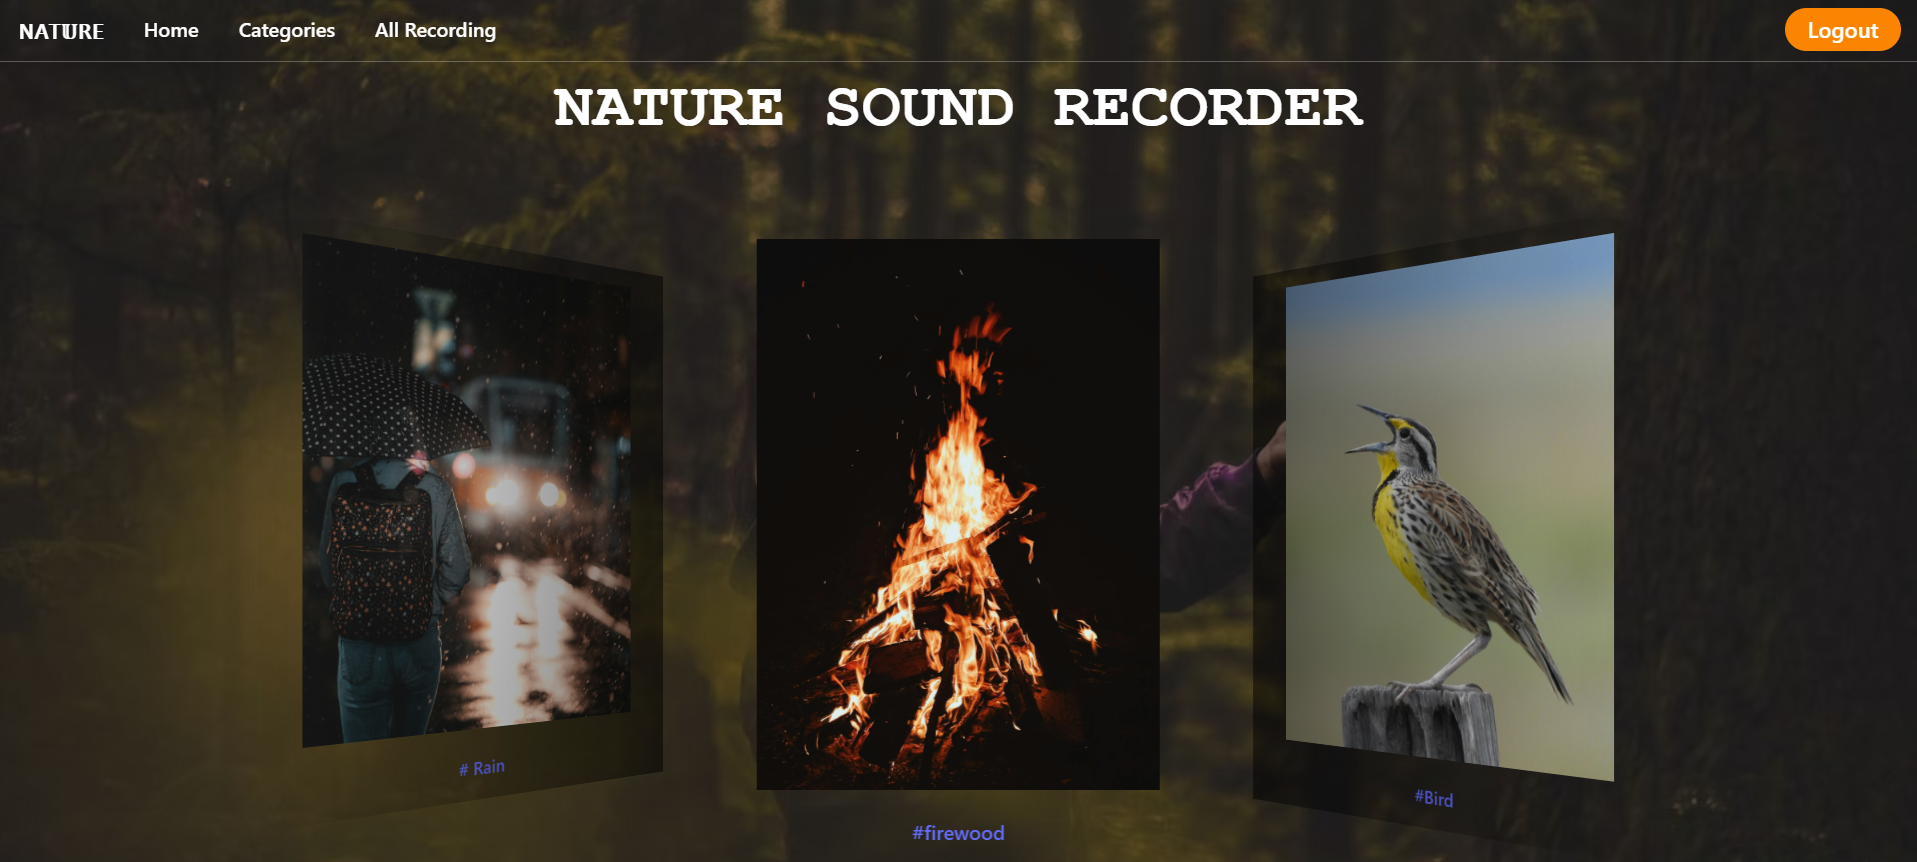 NATURE Home Categories All Recording Logout
NATURE SOUND RECORDER
# Rain
#firewood
#Bird